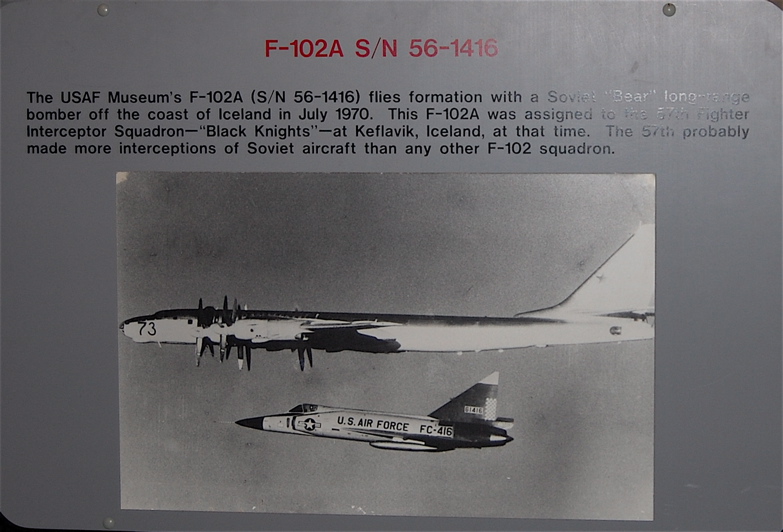 F-102A S/N 56-1416
The USAF Museum's F-102A (S/N 56-1416) flies formation with a Soviet "Bear" long-range
bomber off the coast of Iceland in July 1970. This F-102A was assigned to the 57th Fighter
Interceptor Squadron—"Black Knights"—at Keflavik, Iceland, at that time. The 57th probably
made more interceptions of Soviet aircraft than any other F-102 squadron.
73
61416
U.S. AIR FORCE FC-416